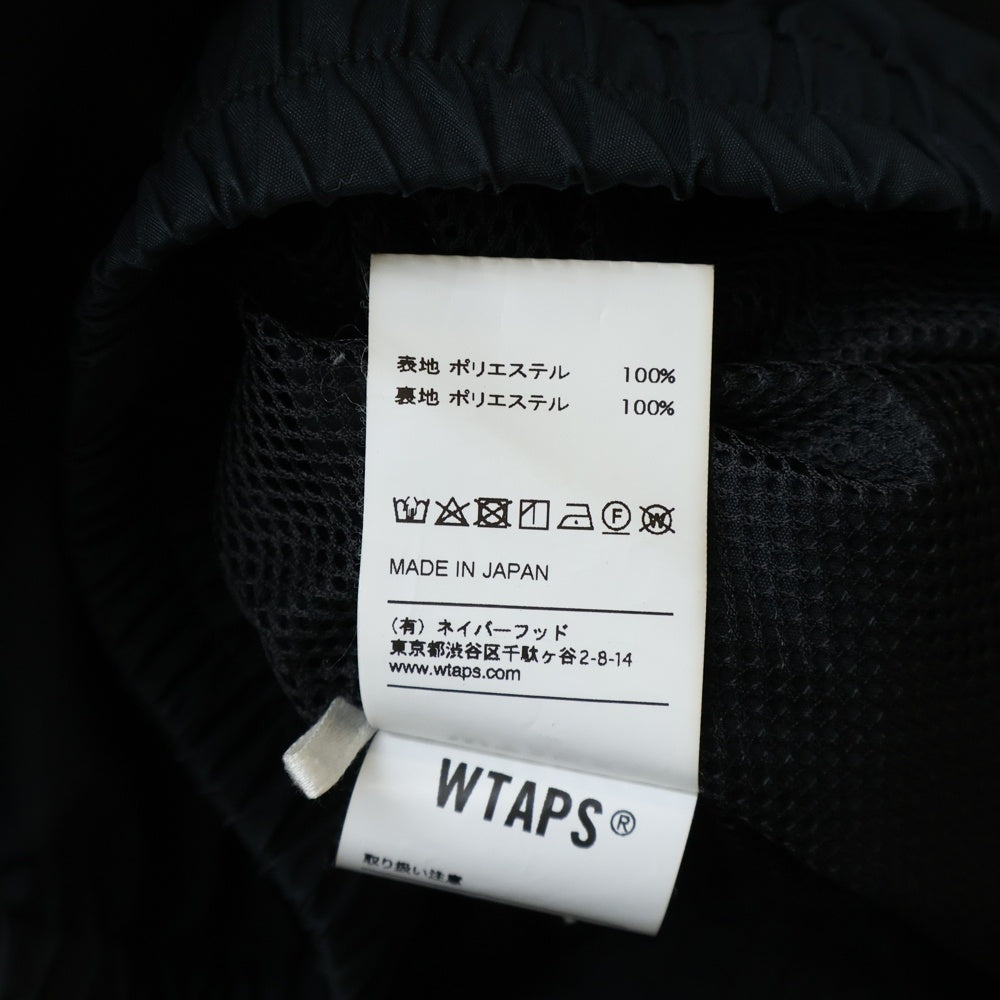 表地 ポリエステル 100%
裏地 ポリエステル 100%
F W
MADE IN JAPAN
(有) ネイバーフッド
東京都渋谷区千駄ヶ谷2-8-14
www.wtaps.com
WTAPS®
取り扱い注意